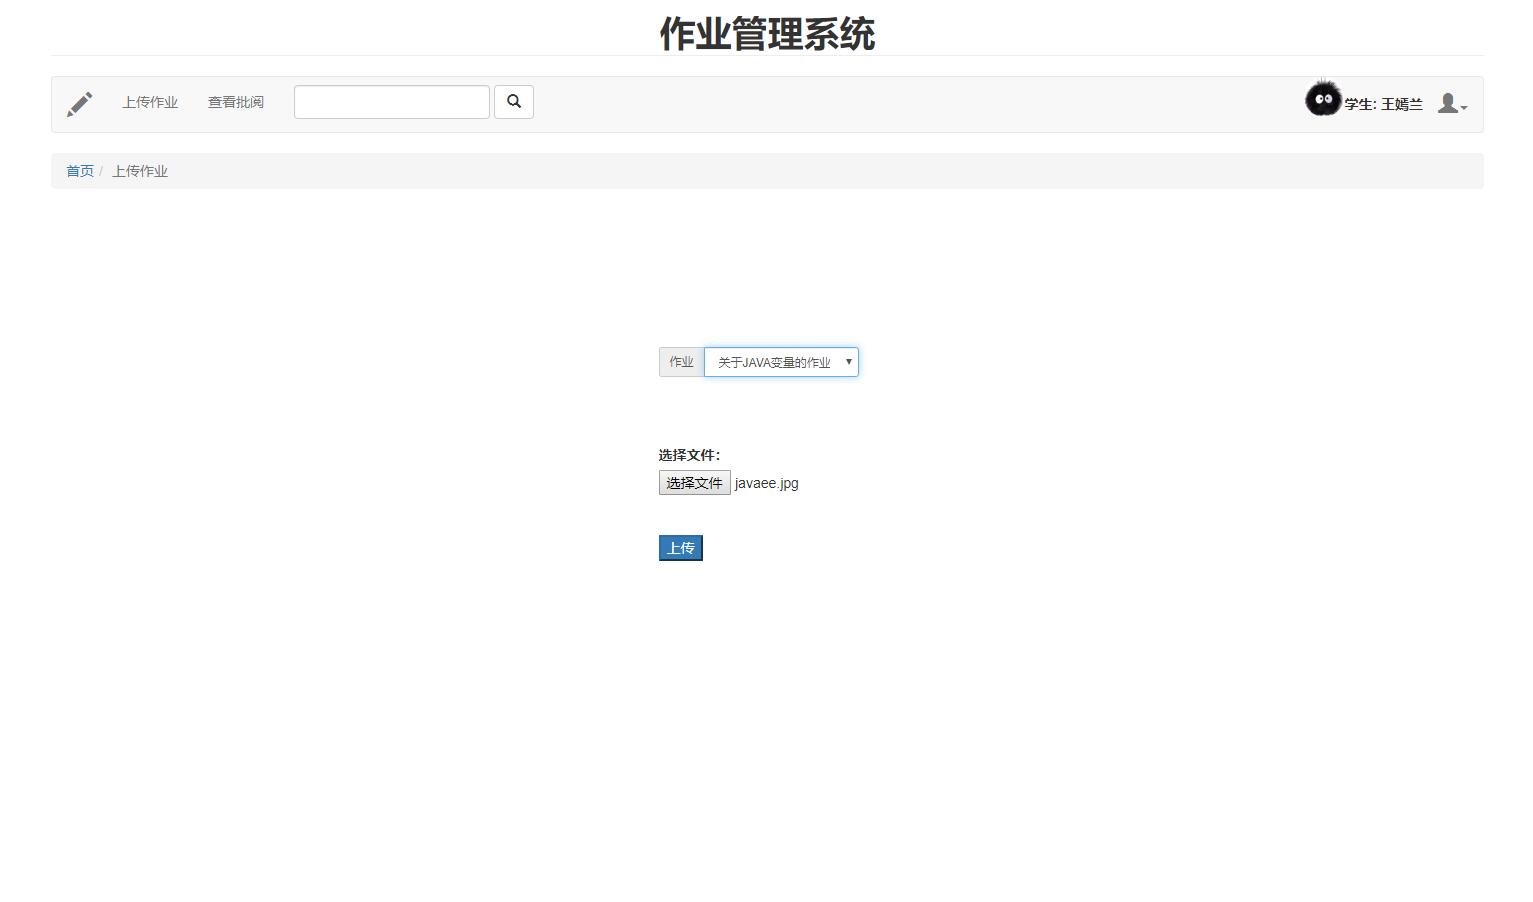 作业管理系统
上传作业 查看批阅 学生: 王嫣兰
首页 / 上传作业
作业 关于JAVA变量的作业
选择文件:
选择文件 javaee.jpg
上传